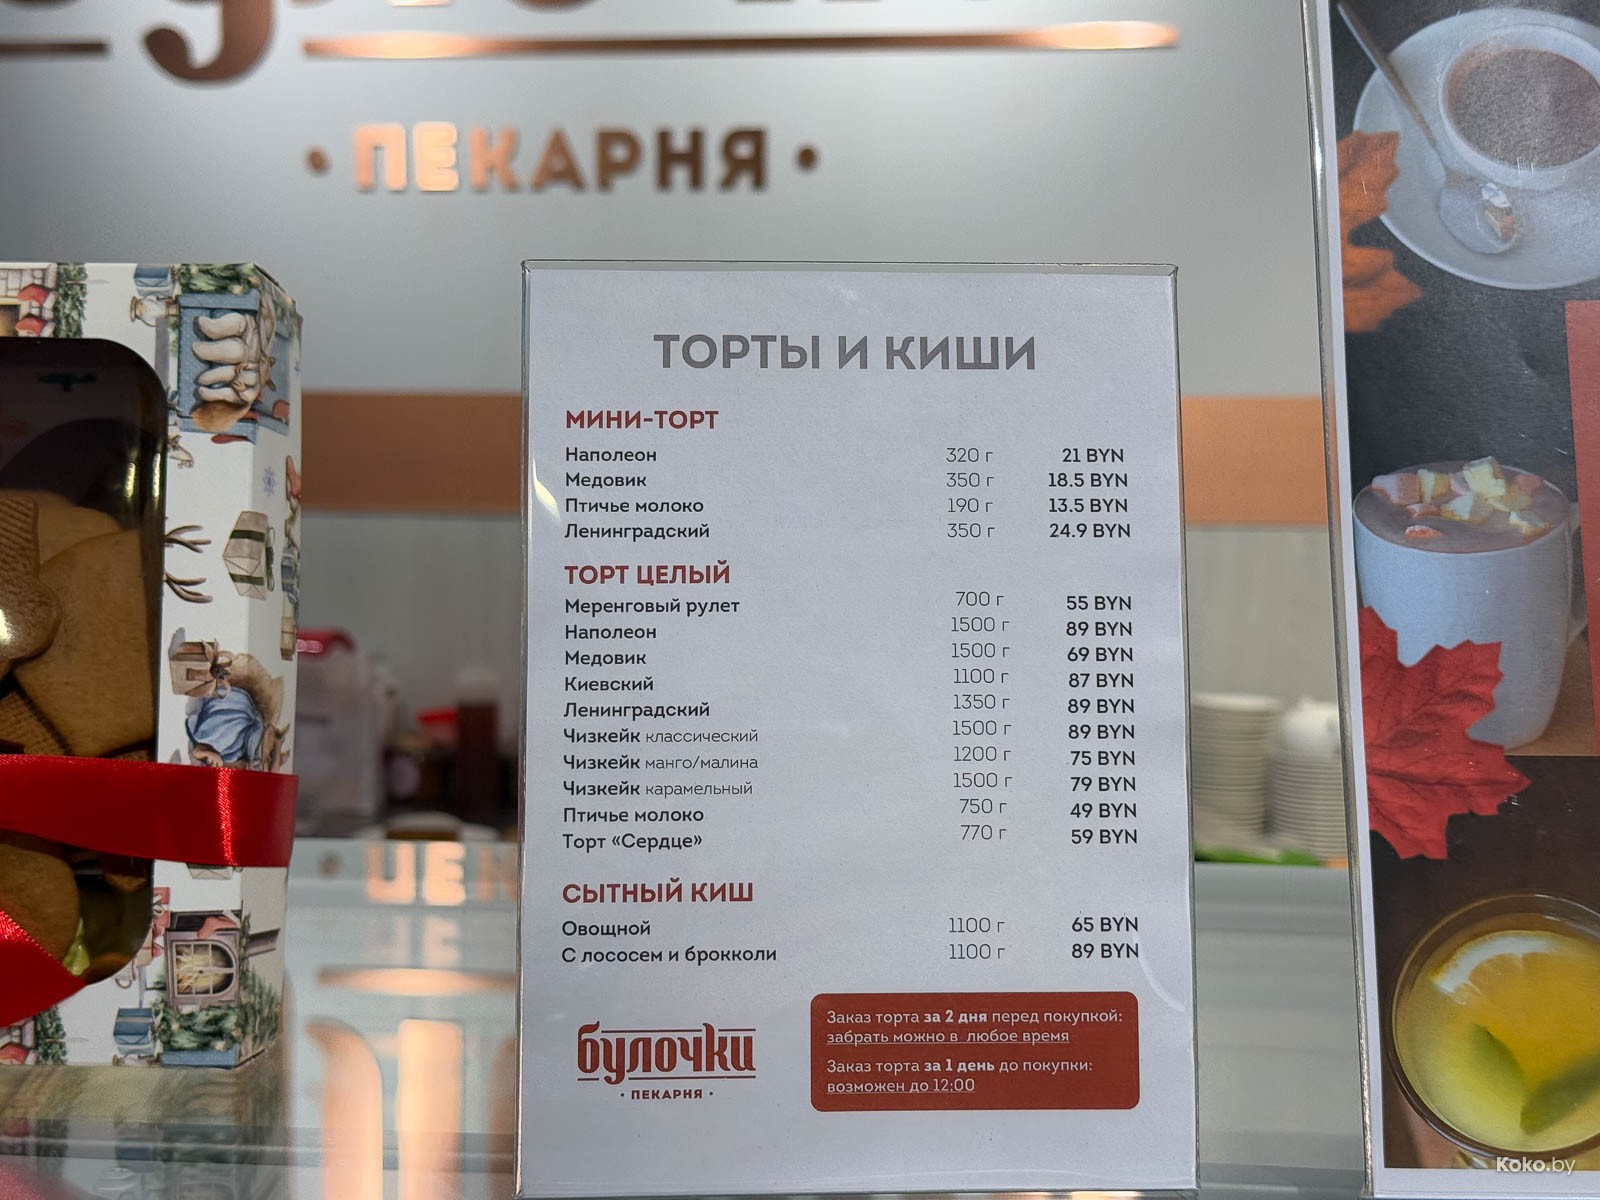 ПЕКАРНЯ
ТОРТЫ И КИШИ
МИНИ-ТОРТ
Наполеон 320 г 21 BYN
Медовик 350 г 18.5 BYN
Птичье молоко 190 г 13.5 BYN
Ленинградский 350 г 24.9 BYN
ТОРТ ЦЕЛЫЙ
Меренговый рулет 700 г 55 BYN
Наполеон 1500 г 89 BYN
Медовик 1500 г 69 BYN
Киевский 1100 г 87 BYN
Ленинградский 1350 г 89 BYN
Чизкейк классический 1500 г 89 BYN
Чизкейк манго/малина 1200 г 75 BYN
Чизкейк карамельный 1500 г 79 BYN
Птичье молоко 750 г 49 BYN
Торт «Сердце» 770 г 59 BYN
СЫТНЫЙ КИШ
Овощной 1100 г 65 BYN
С лососем и брокколи 1100 г 89 BYN
булочки
• ПЕКАРНЯ •
Заказ торта за 2 дня перед покупкой:
забрать можно в любое время
Заказ торта за 1 день до покупки:
возможен до 12:00
Koko.by